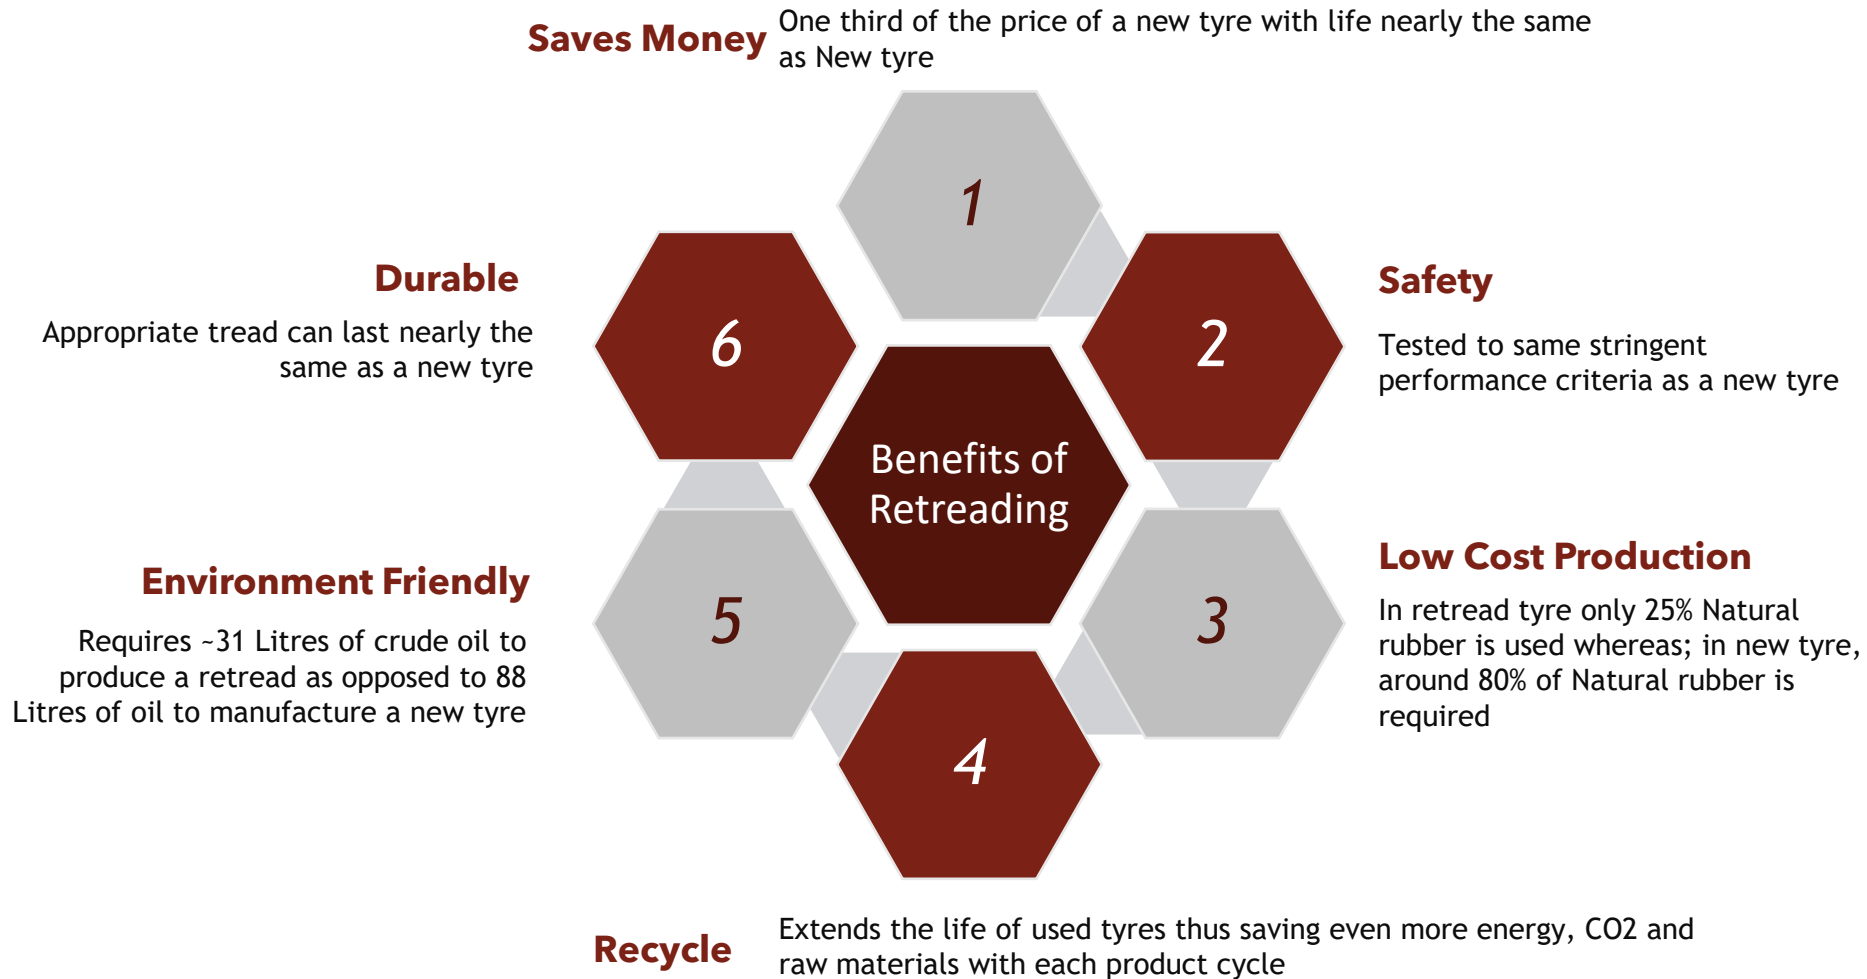 Saves Money
One third of the price of a new tyre with life nearly the same
as New tyre
1
Safety
Tested to same stringent
performance criteria as a new tyre
2
Low Cost Production
In retread tyre only 25% Natural
rubber is used whereas; in new tyre,
around 80% of Natural rubber is
required
3
Recycle
Extends the life of used tyres thus saving even more energy, CO2 and
raw materials with each product cycle
4
Environment Friendly
Requires ~31 Litres of crude oil to
produce a retread as opposed to 88
Litres of oil to manufacture a new tyre
5
Durable
Appropriate tread can last nearly the
same as a new tyre
6
Benefits of
Retreading